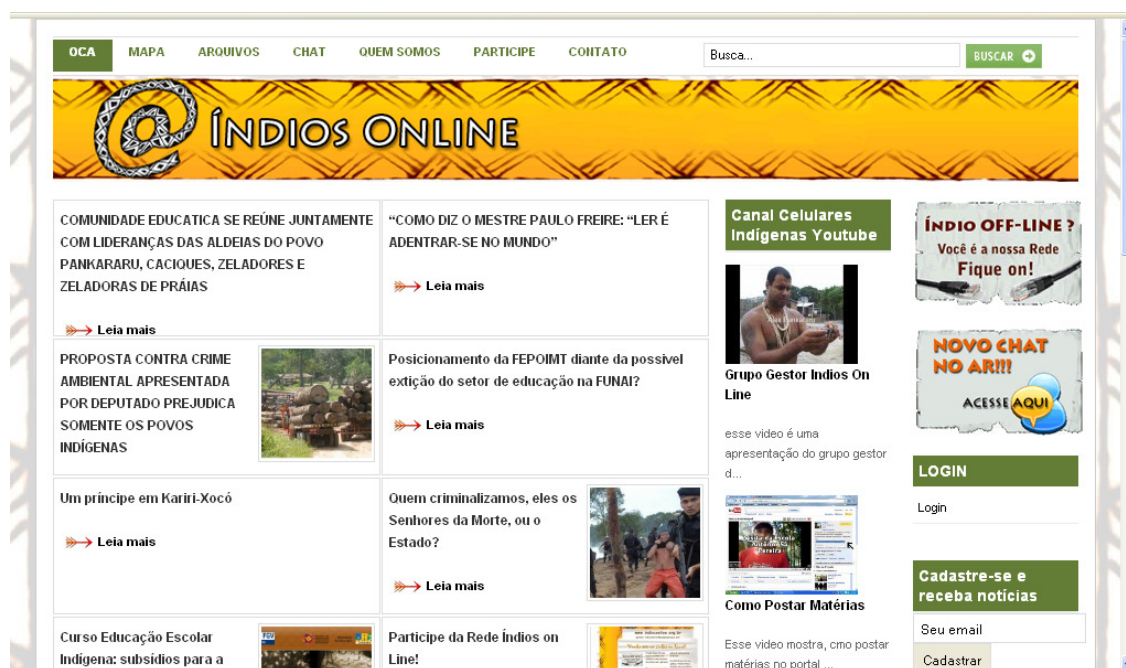 OCA MAPA ARQUIVOS CHAT QUEM SOMOS PARTICIPE CONTATO Busca... BUSCAR
@ ÍNDIOS ONLINE
COMUNIDADE EDUCATICA SE REÚNE JUNTAMENTE
COM LIDERANÇAS DAS ALDEIAS DO POVO
PANKARARU, CACIQUES, ZELADORES E
ZELADORAS DE PRÁIAS
Leia mais
“COMO DIZ O MESTRE PAULO FREIRE: “LER É
ADENTRAR-SE NO MUNDO”
Leia mais
PROPOSTA CONTRA CRIME
AMBIENTAL APRESENTADA
POR DEPUTADO PREJUDICA
SOMENTE OS POVOS
INDÍGENAS
Posicionamento da FEPOIMT diante da possível
extição do setor de educação na FUNAI?
Leia mais
Um príncipe em Kariri-Xocó
Leia mais
Quem criminalizamos, eles os
Senhores da Morte, ou o
Estado?
Leia mais
Curso Educação Escolar
Indígena: subsídios para a
FGV
Participe da Rede Índios on
Line!
Canal Celulares
Indígenas Youtube
Alex Pankararu
Grupo Gestor Indios On
Line
esse video é uma
apresentação do grupo gestor
d...
Como Postar Matérias
Esse video mostra, cmo postar
matérias no portal ...
ÍNDIO OFF-LINE ?
Você é a nossa Rede
Fique on!
NOVO CHAT
NO AR!!!
ACESSE AQUI
LOGIN
Login
Cadastre-se e
receba notícias
Seu email
Cadastrar